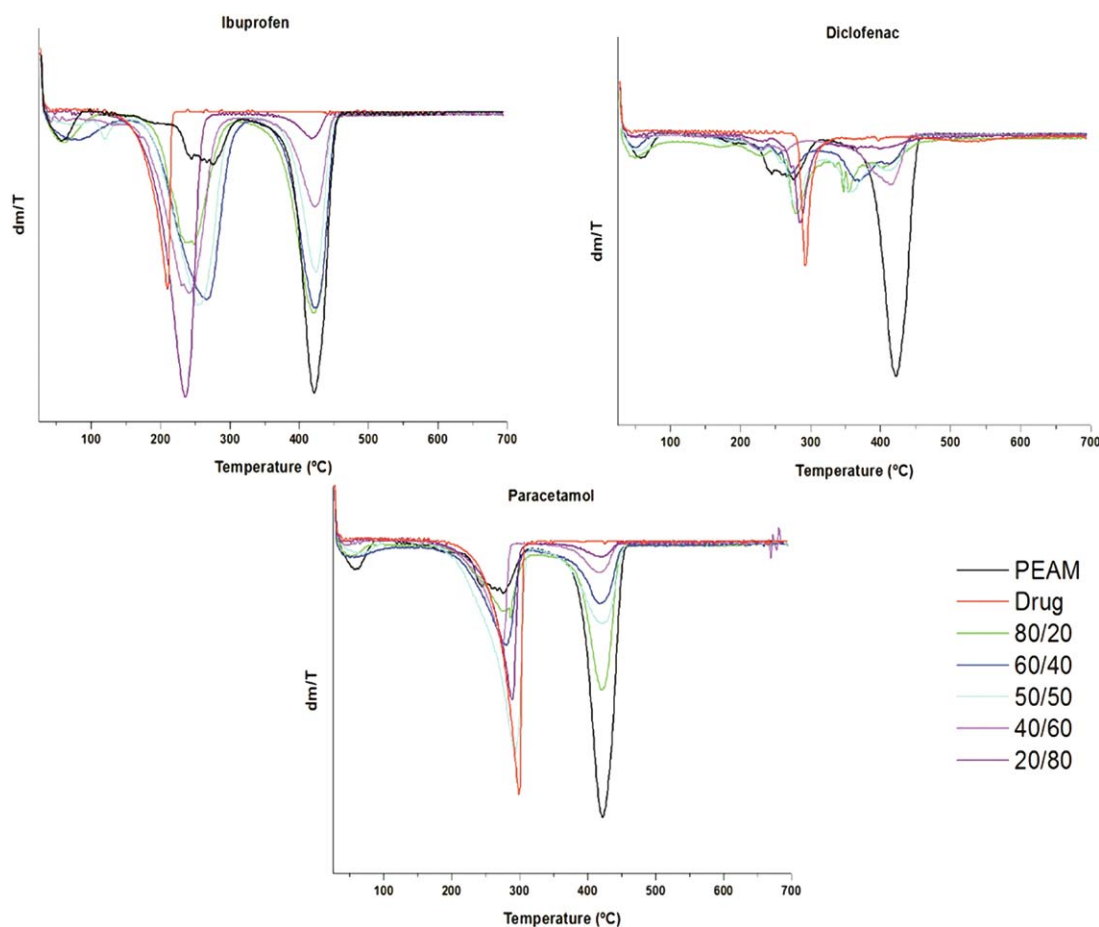 Ibuprofen
dm/T
100 200 300 400 500 600 700
Temperature (ºC)
Diclofenac
dm/T
100 200 300 400 500 600 700
Temperature (ºC)
Paracetamol
dm/T
100 200 300 400 500 600 700
Temperature (ºC)
PEAM
Drug
80/20
60/40
50/50
40/60
20/80